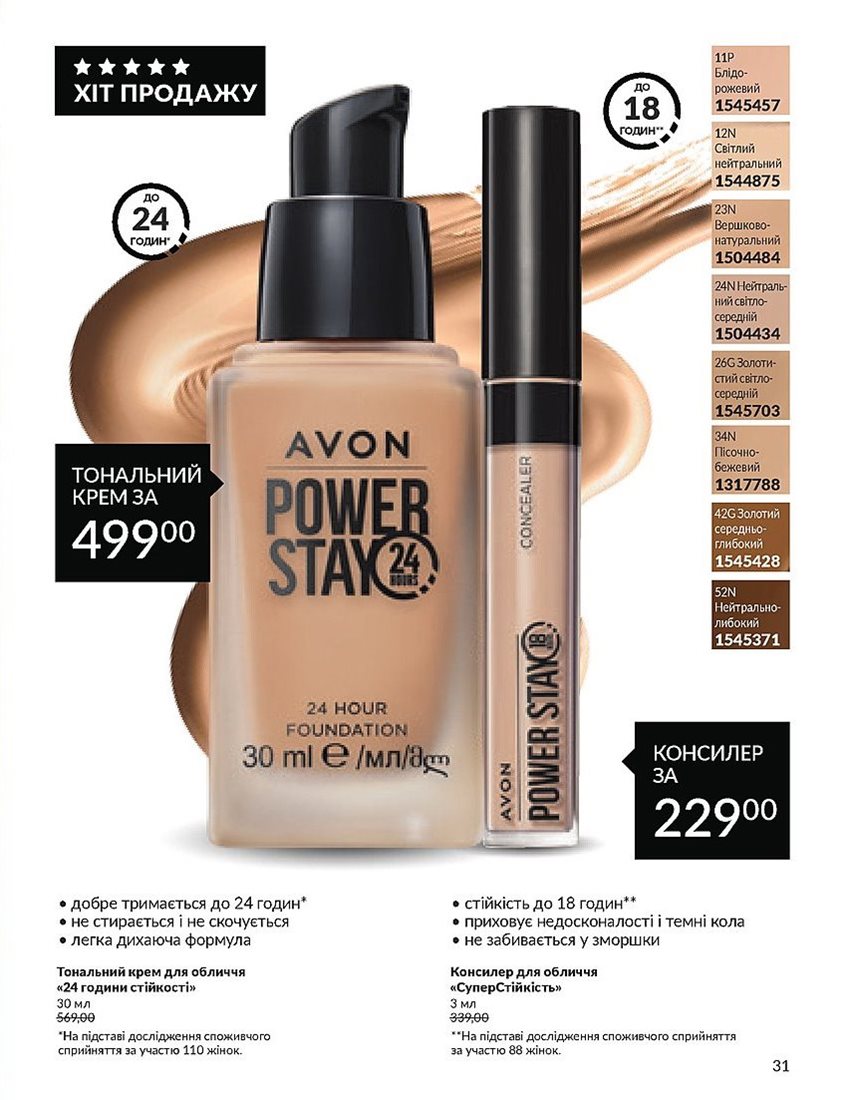 ХІТ ПРОДАЖУ
ДО
24
ГОДИН*
ДО
18
ГОДИН**
11P
Блідо-
рожевий
1545457
12N
Світлий
нейтральний
1544875
23N
Вершково-
натуральний
1504484
24N Нейтраль-
ний світло-
середній
1504434
26G Золоти-
стий світло-
середній
1545703
34N
Пісочно-
бежевий
1317788
42G Золотий
середньо-
глибокий
1545428
52N
Нейтрально-
либокий
1545371
ТОНАЛЬНИЙ
КРЕМ ЗА
49900
AVON
POWER
STAY 24
HOURS
24 HOUR
FOUNDATION
30 ml e /мл/მლ
CONCEALER
POWER STAY 18
AVON
КОНСИЛЕР
ЗА
22900
• добре тримається до 24 годин*
• не стирається і не скочується
• легка дихаюча формула
Тональний крем для обличчя
«24 години стійкості»
30 мл
569,00
*На підставі дослідження споживчого
сприйняття за участю 110 жінок.
• стійкість до 18 годин**
• приховує недосконалості і темні кола
• не забивається у зморшки
Консилер для обличчя
«СуперСтійкість»
3 мл
339,00
**На підставі дослідження споживчого сприйняття
за участю 88 жінок.
31